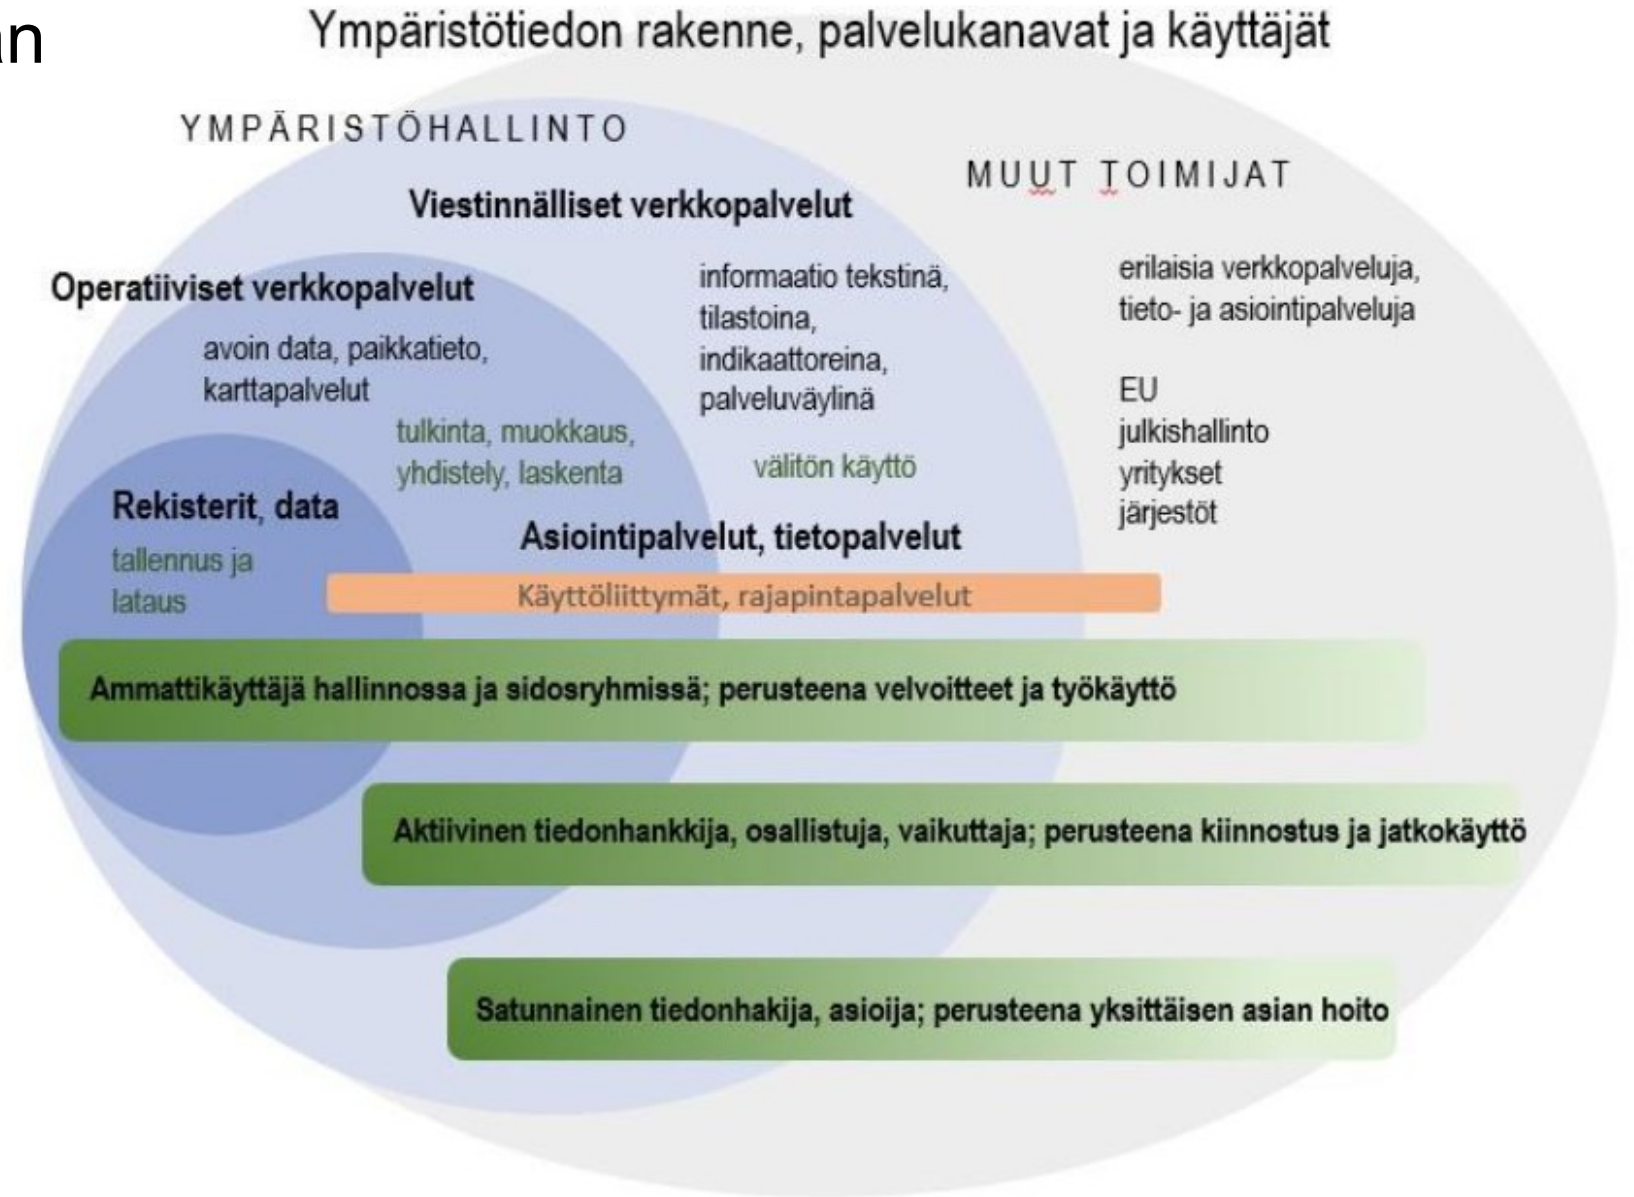 an
Ympäristötiedon rakenne, palvelukanavat ja käyttäjät
YMPÄRISTÖHALLINTO
MUUT TOIMIJAT
Viestinnälliset verkkopalvelut
Operatiiviset verkkopalvelut
avoin data, paikkatieto,
karttapalvelut
tulkinta, muokkaus,
yhdistely, laskenta
informaatio tekstinä,
tilastoina,
indikaattoreina,
palveluväylinä
välitön käyttö
erilaisia verkkopalveluja,
tieto- ja asiointipalveluja
EU
julkishallinto
yritykset
järjestöt
Rekisterit, data
tallennus ja
lataus
Asiointipalvelut, tietopalvelut
Käyttöliittymät, rajapintapalvelut
Ammattikäyttäjä hallinnossa ja sidosryhmissä; perusteena velvoitteet ja työkäyttö
Aktiivinen tiedonhankkija, osallistuja, vaikuttaja; perusteena kiinnostus ja jatkokäyttö
Satunnainen tiedonhakija, asioija; perusteena yksittäisen asian hoito